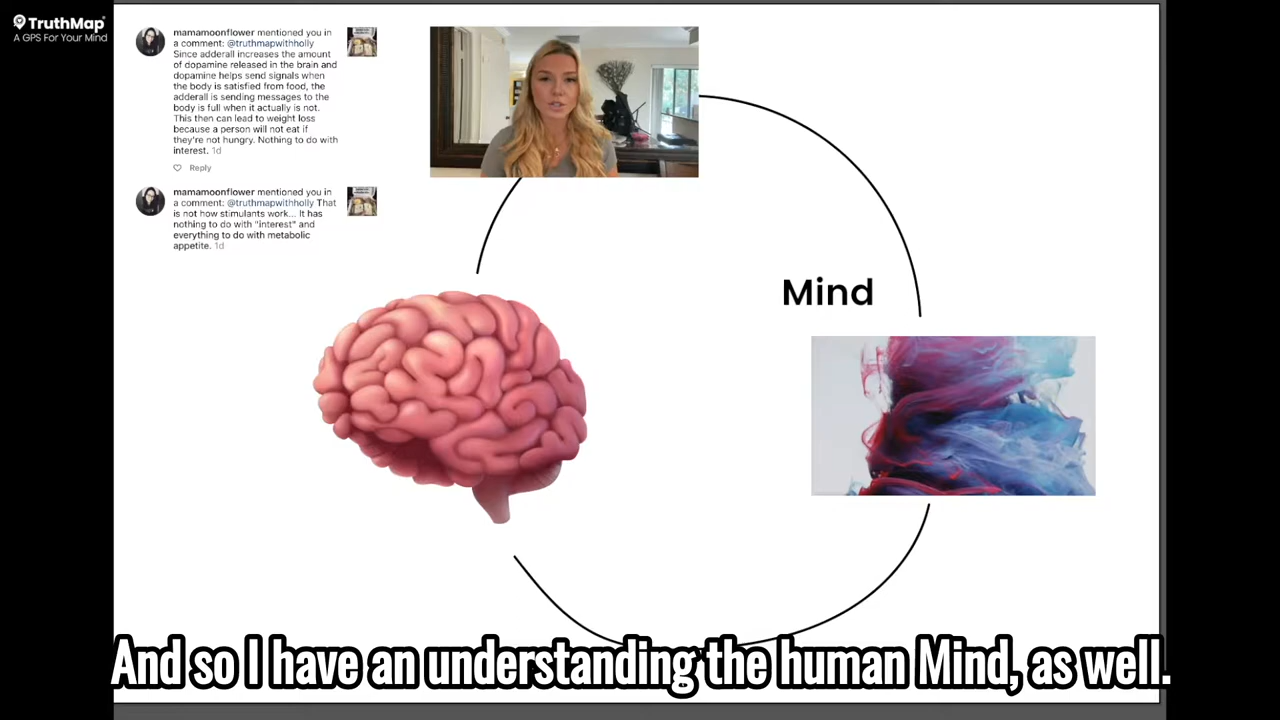 TruthMap®
A GPS For Your Mind
mamamoonflower mentioned you in
a comment: @truthmapwithholly
Since adderall increases the amount
of dopamine released in the brain and
dopamine helps send signals when
the body is satisfied from food, the
adderall is sending messages to the
body is full when it actually is not.
This then can lead to weight loss
because a person will not eat if
they're not hungry. Nothing to do with
interest. 1d
Reply
mamamoonflower mentioned you in
a comment: @truthmapwithholly That
is not how stimulants work... It has
nothing to do with "interest" and
everything to do with metabolic
appetite. 1d
Mind
And so I have an understanding the human Mind, as well.